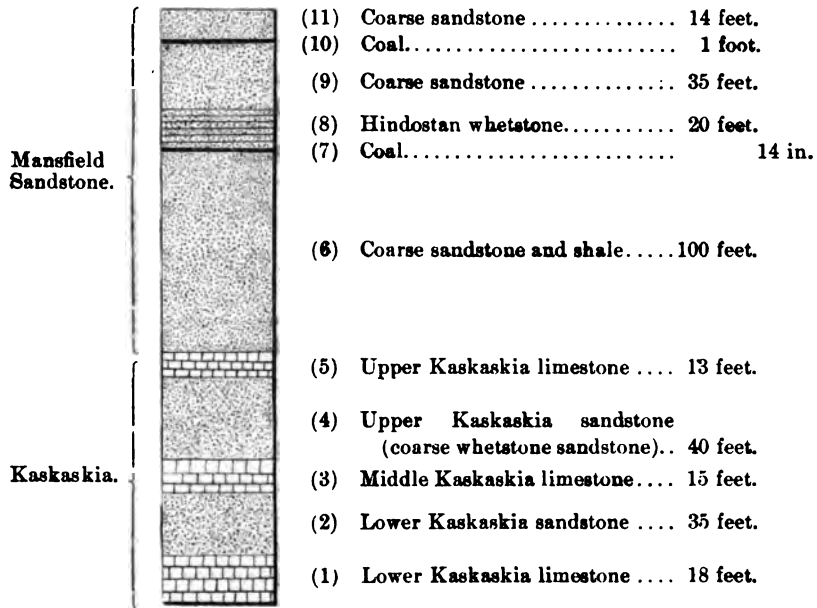 (11) Coarse sandstone ............ 14 feet.
(10) Coal......................... 1 foot.
(9) Coarse sandstone ............ 35 feet.
(8) Hindostan whetstone............ 20 feet.
(7) Coal......................... 14 in.
Mansfield
Sandstone.
(6) Coarse sandstone and shale.....100 feet.
(5) Upper Kaskaskia limestone .... 13 feet.
(4) Upper Kaskaskia sandstone
(coarse whetstone sandstone).. 40 feet.
Kaskaskia.
(3) Middle Kaskaskia limestone.... 15 feet.
(2) Lower Kaskaskia sandstone .... 35 feet.
(1) Lower Kaskaskia limestone .... 18 feet.